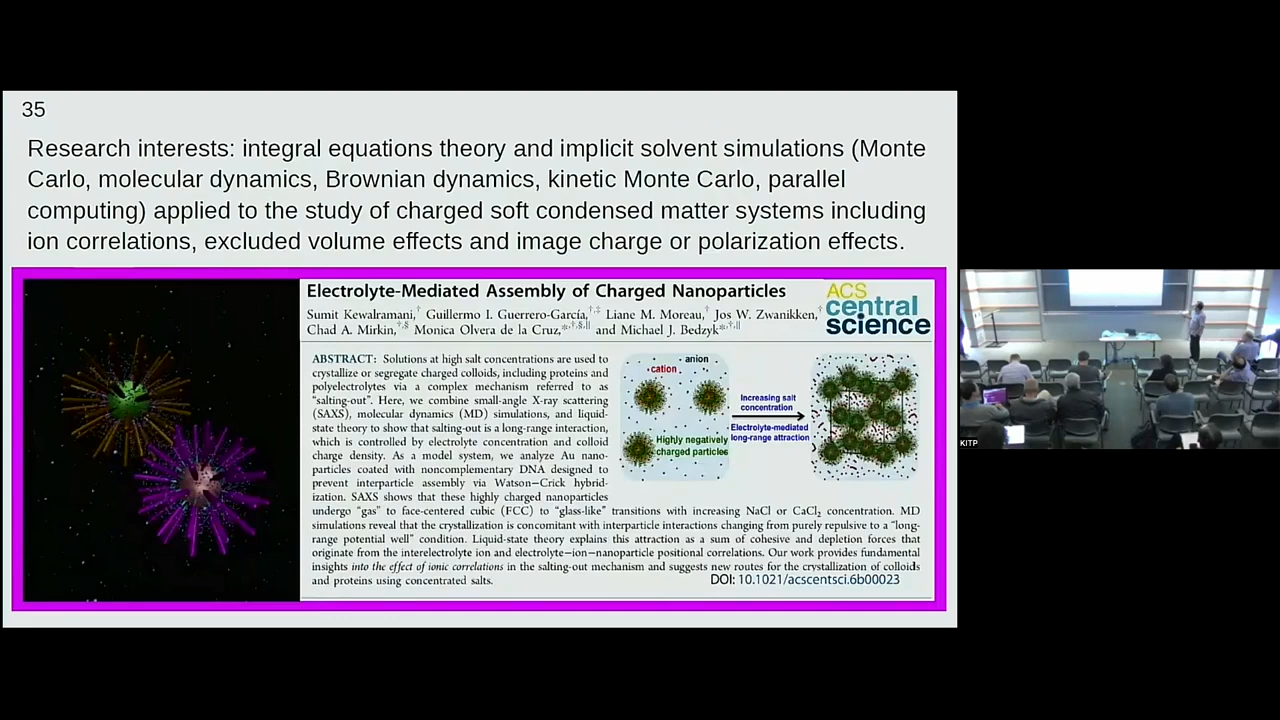 35
Research interests: integral equations theory and implicit solvent simulations (Monte
Carlo, molecular dynamics, Brownian dynamics, kinetic Monte Carlo, parallel
computing) applied to the study of charged soft condensed matter systems including
ion correlations, excluded volume effects and image charge or polarization effects.
Electrolyte-Mediated Assembly of Charged Nanoparticles
Sumit Kewalramani,† Guillermo I. Guerrero-García,†,‡ Liane M. Moreau,† Jos W. Zwanikken,†
Chad A. Mirkin,†,§ Monica Olvera de la Cruz,*,†,§,∥ and Michael J. Bedzyk*,†,∥
ACS
central
science
ABSTRACT: Solutions at high salt concentrations are used to
crystallize or segregate charged colloids, including proteins and
polyelectrolytes via a complex mechanism referred to as
"salting-out". Here, we combine small-angle X-ray scattering
(SAXS), molecular dynamics (MD) simulations, and liquid-
state theory to show that salting-out is a long-range interaction,
which is controlled by electrolyte concentration and colloid
charge density. As a model system, we analyze Au nano-
particles coated with noncomplementary DNA designed to
prevent interparticle assembly via Watson−Crick hybrid-
ization. SAXS shows that these highly charged nanoparticles
undergo "gas" to face-centered cubic (FCC) to "glass-like" transitions with increasing NaCl or CaCl₂ concentration. MD
simulations reveal that the crystallization is concomitant with interparticle interactions changing from purely repulsive to a "long-
range potential well" condition. Liquid-state theory explains this attraction as a sum of cohesive and depletion forces that
originate from the interelectrolyte ion and electrolyte−ion−nanoparticle positional correlations. Our work provides fundamental
insights into the effect of ionic correlations in the salting-out mechanism and suggests new routes for the crystallization of colloids
and proteins using concentrated salts.
DOI: 10.1021/acscentsci.6b00023
anion
cation
Highly negatively
charged particles
Increasing salt
concentration
Electrolyte-mediated
long-range attraction
KITP